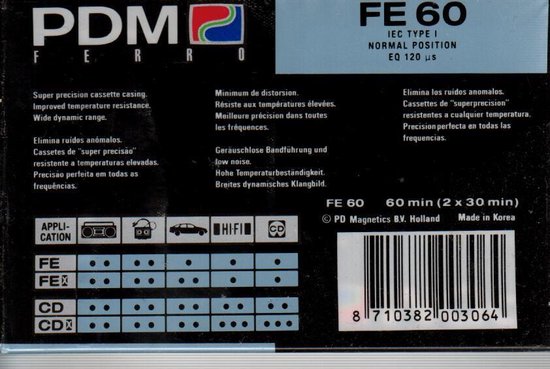 PDM
FERRO
FE 60
IEC TYPE I
NORMAL POSITION
EQ 120 µs
Super precision cassette casing.
Improved temperature resistance.
Wide dynamic range.
Elimina ruídos anómalos.
Cassetes de "super precisão"
resistente a temperaturas elevadas.
Precisão perfeita em todas as
frequências.
Minimum de distorsion.
Résiste aux températures élevées.
Meilleure précision dans toutes
les fréquences.
Geräuschlose Bandführung und
low noise.
Hohe Temperaturbeständigkeit.
Breites dynamisches Klangbild.
Elimina los ruidos anomalos.
Cassettes de "superprecision"
resistentes a cualquier temperatura.
Precision perfecta en todas las
frecuencias.
FE 60 60 min (2 x 30 min)
© PD Magnetics B.V. Holland Made in Korea
APPLI-
CATION
HIFI
CD
FE
FEX
CD
CDX
8 710382 003064